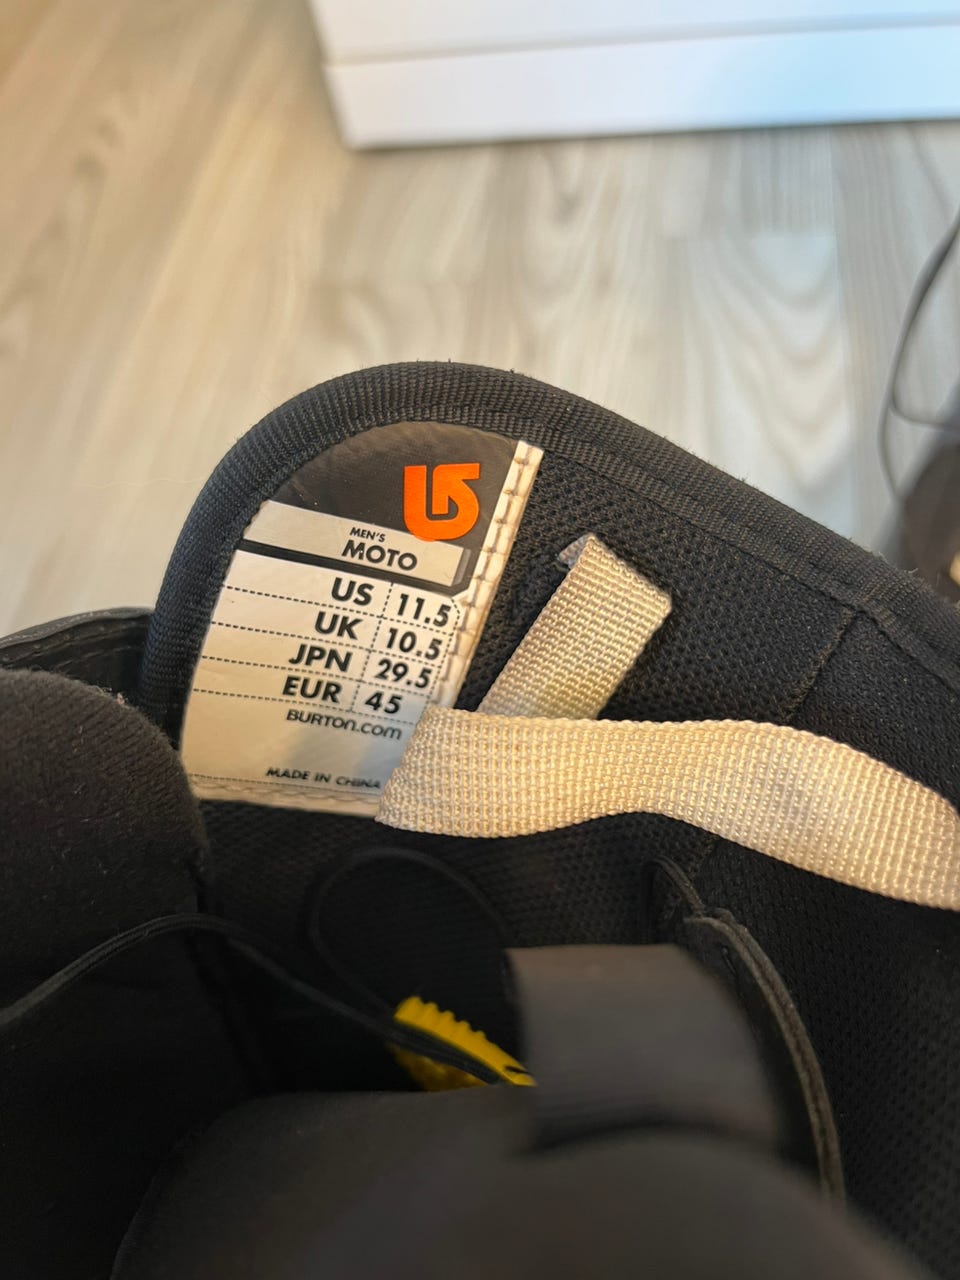 MEN'S
MOTO
US 11.5
UK 10.5
JPN 29.5
EUR 45
BURTON.COM
MADE IN CHINA